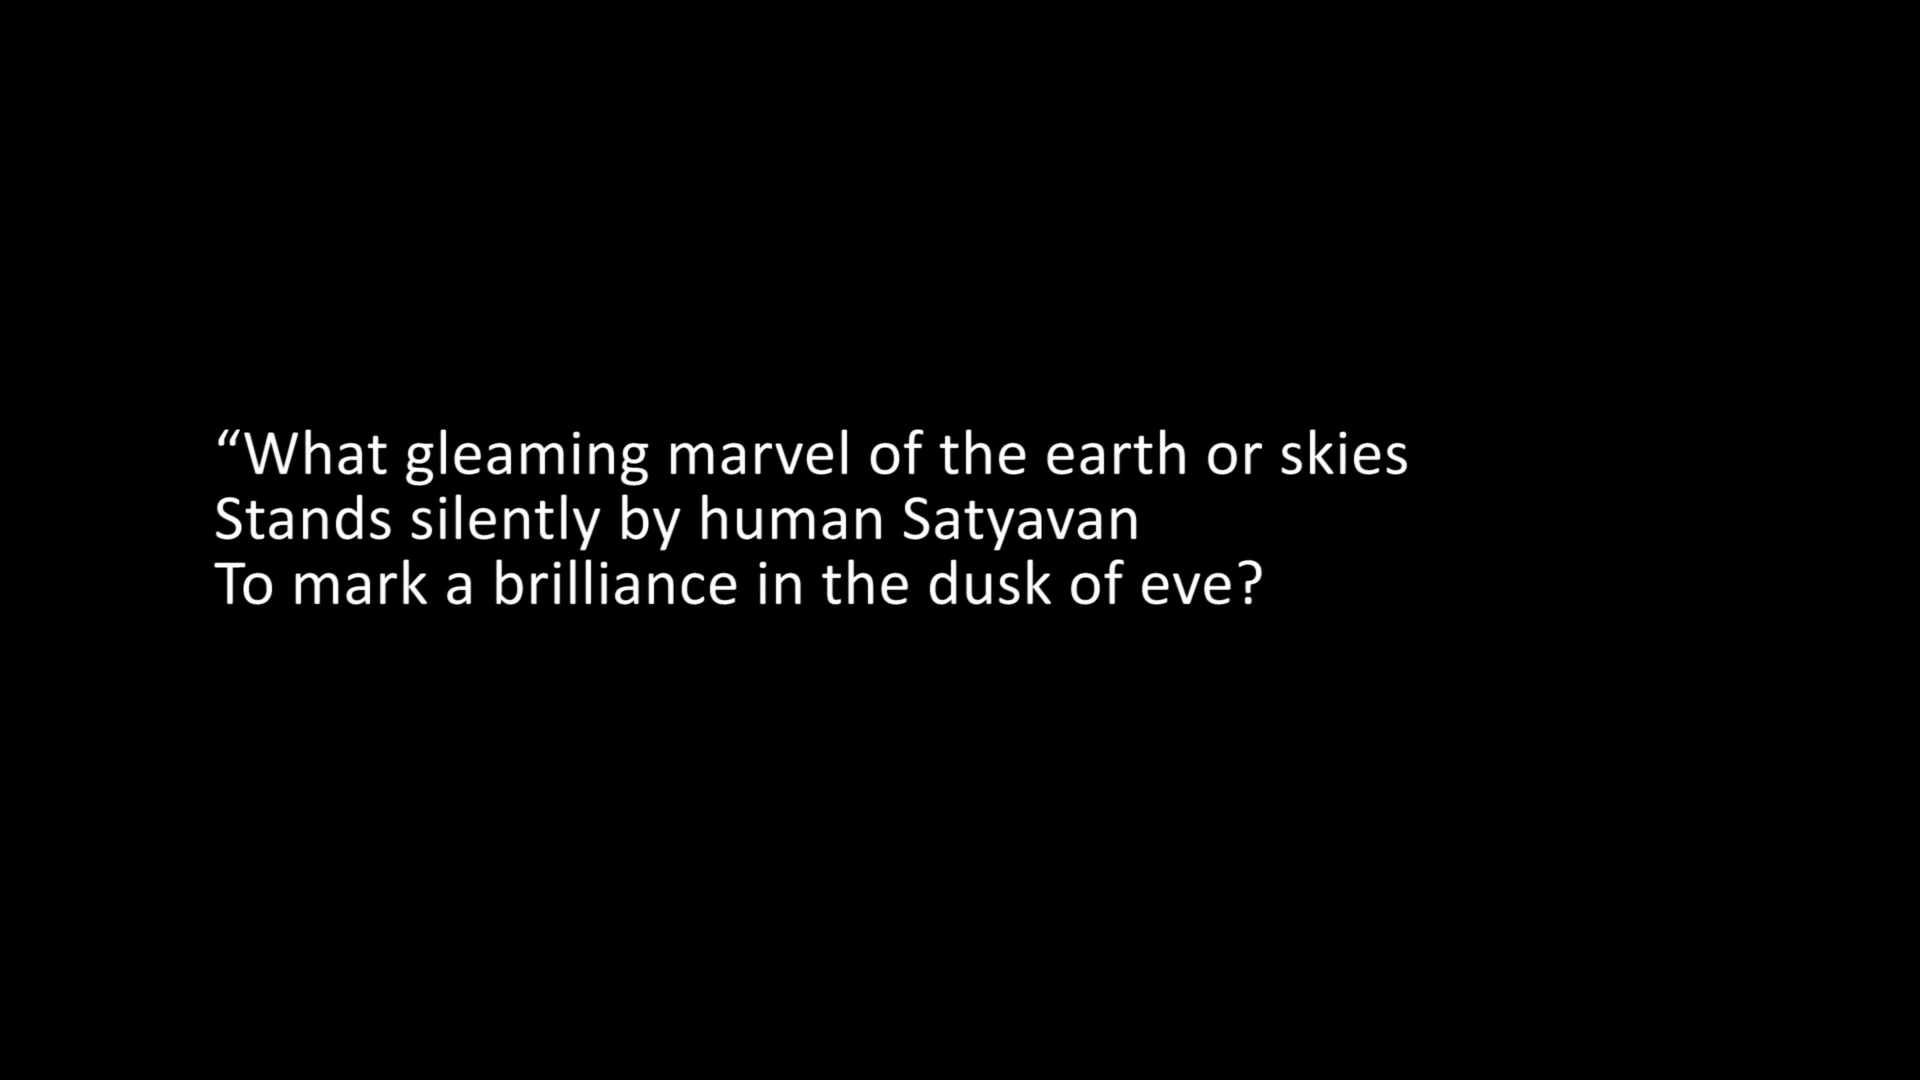 “What gleaming marvel of the earth or skies
Stands silently by human Satyavan
To mark a brilliance in the dusk of eve?